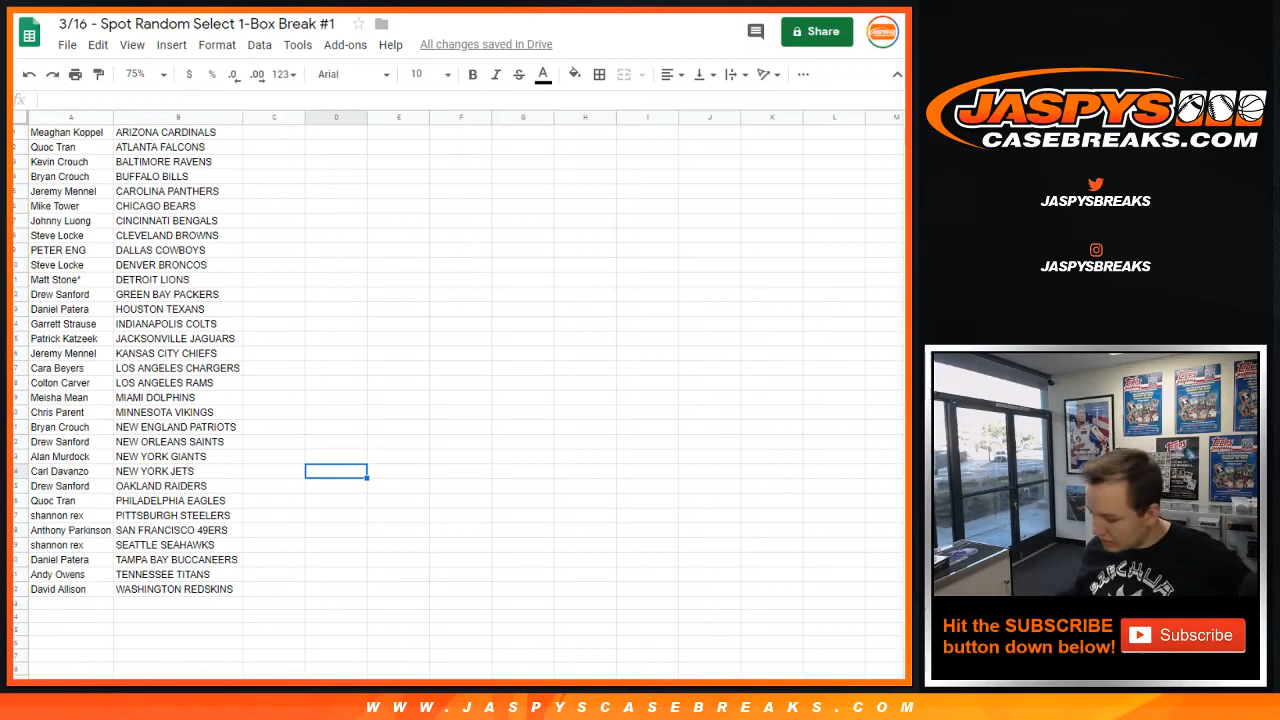 3/16 - Spot Random Select 1-Box Break #1
File Edit View Insert Format Data Tools Add-ons Help All changes saved in Drive
Share
75% $ % .0 .00 123 Arial 10 B I S A
fx
A B C D E F G H I J K L M
Meaghan Koppel ARIZONA CARDINALS
Quoc Tran ATLANTA FALCONS
Kevin Crouch BALTIMORE RAVENS
Bryan Crouch BUFFALO BILLS
Jeremy Mennel CAROLINA PANTHERS
Mike Tower CHICAGO BEARS
Johnny Luong CINCINNATI BENGALS
Steve Locke CLEVELAND BROWNS
PETER ENG DALLAS COWBOYS
Steve Locke DENVER BRONCOS
Matt Stone* DETROIT LIONS
Drew Sanford GREEN BAY PACKERS
Daniel Patera HOUSTON TEXANS
Garrett Strause INDIANAPOLIS COLTS
Patrick Katzeek JACKSONVILLE JAGUARS
Jeremy Mennel KANSAS CITY CHIEFS
Cara Beyers LOS ANGELES CHARGERS
Colton Carver LOS ANGELES RAMS
Meisha Mean MIAMI DOLPHINS
Chris Parent MINNESOTA VIKINGS
Bryan Crouch NEW ENGLAND PATRIOTS
Drew Sanford NEW ORLEANS SAINTS
Alan Murdock NEW YORK GIANTS
Carl Davanzo NEW YORK JETS
Drew Sanford OAKLAND RAIDERS
Quoc Tran PHILADELPHIA EAGLES
shannon rex PITTSBURGH STEELERS
Anthony Parkinson SAN FRANCISCO 49ERS
shannon rex SEATTLE SEAHAWKS
Daniel Patera TAMPA BAY BUCCANEERS
Andy Owens TENNESSEE TITANS
David Allison WASHINGTON REDSKINS
JASPYS
CASEBREAKS.COM
JASPYSBREAKS
JASPYSBREAKS
Topps
Topps
SZECHUA
Hit the SUBSCRIBE
button down below!
Subscribe
WWW.JASPYSCASEBREAKS.COM